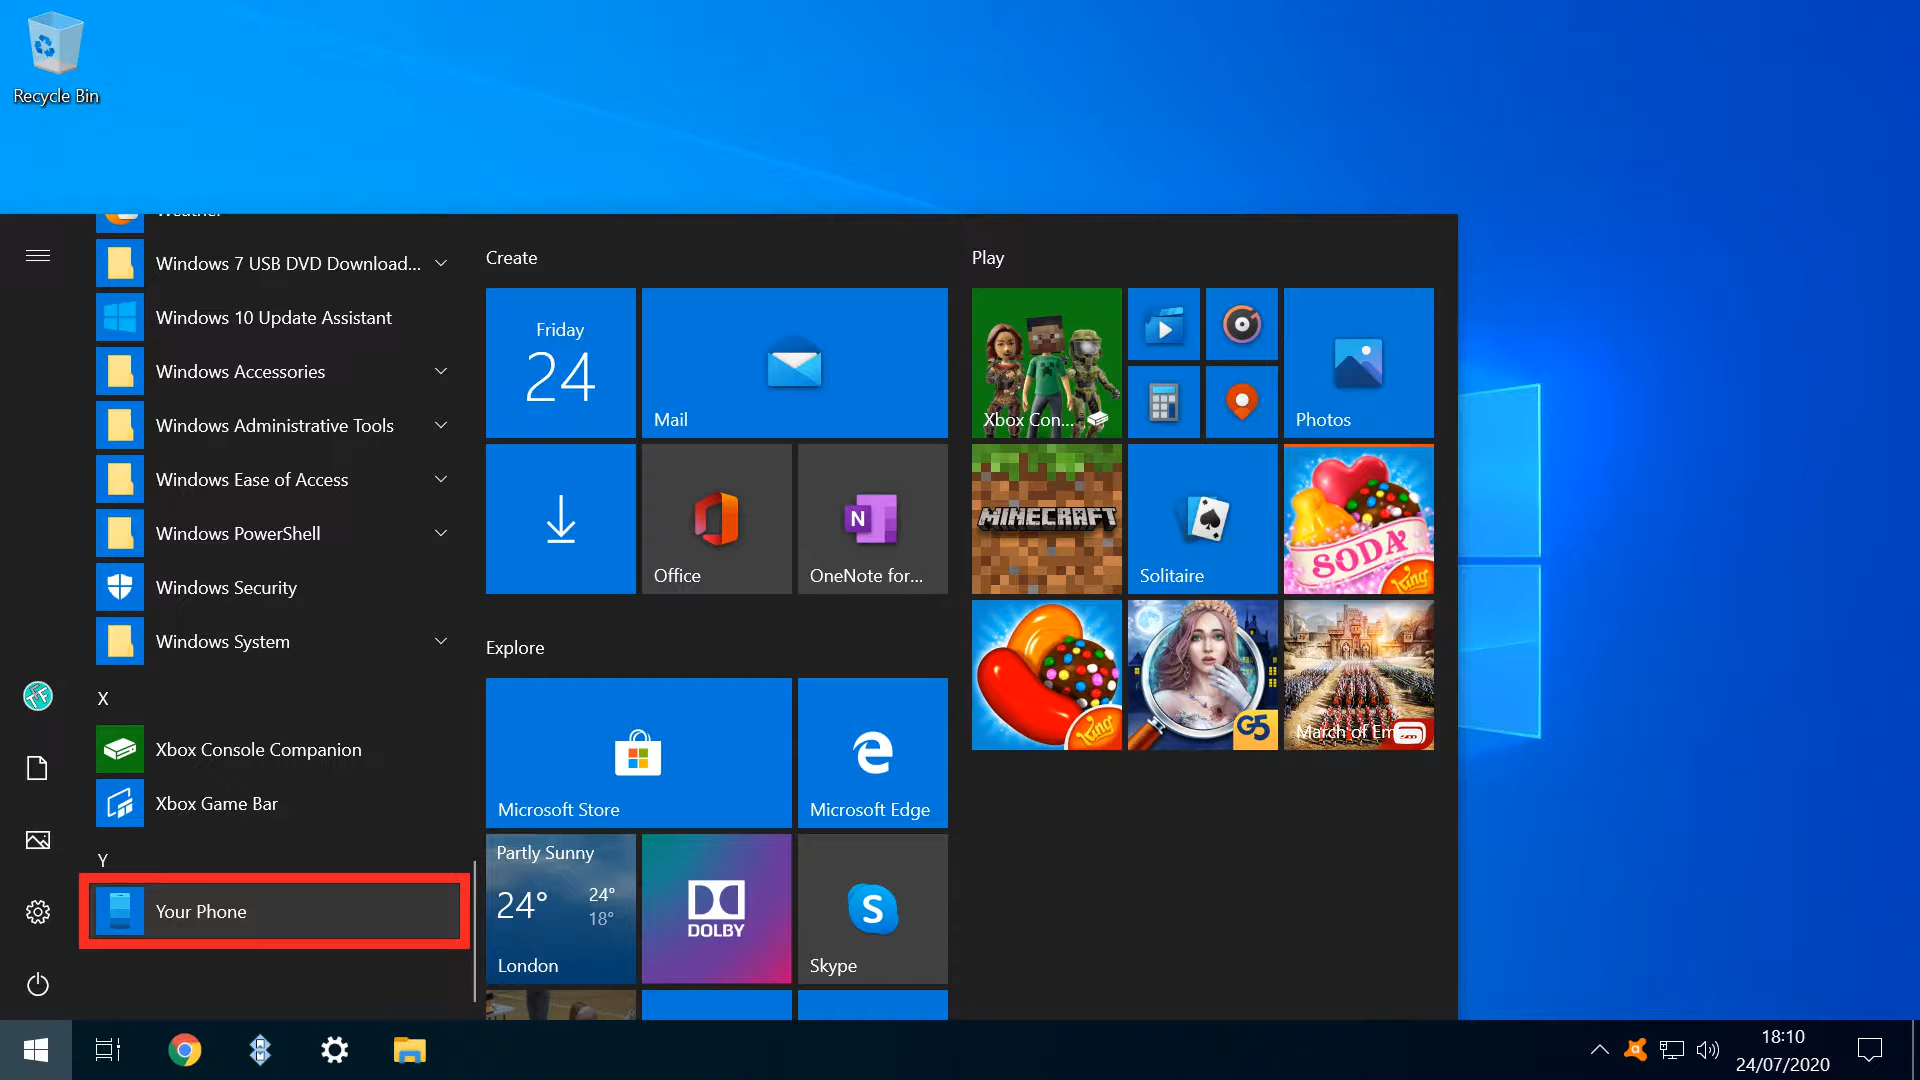 Recycle Bin
Weather
Windows 7 USB DVD Download...
Windows 10 Update Assistant
Windows Accessories
Windows Administrative Tools
Windows Ease of Access
Windows PowerShell
Windows Security
Windows System
X
Xbox Console Companion
Xbox Game Bar
Y
Your Phone
Create
Friday
24
Mail
Office
N
OneNote for...
Explore
Microsoft Store
Microsoft Edge
Partly Sunny
24°
24°
18°
London
DOLBY
S
Skype
Play
Xbox Con...
Photos
MINECRAFT
Solitaire
SODA
King
King
G5
March of Em
18:10
24/07/2020